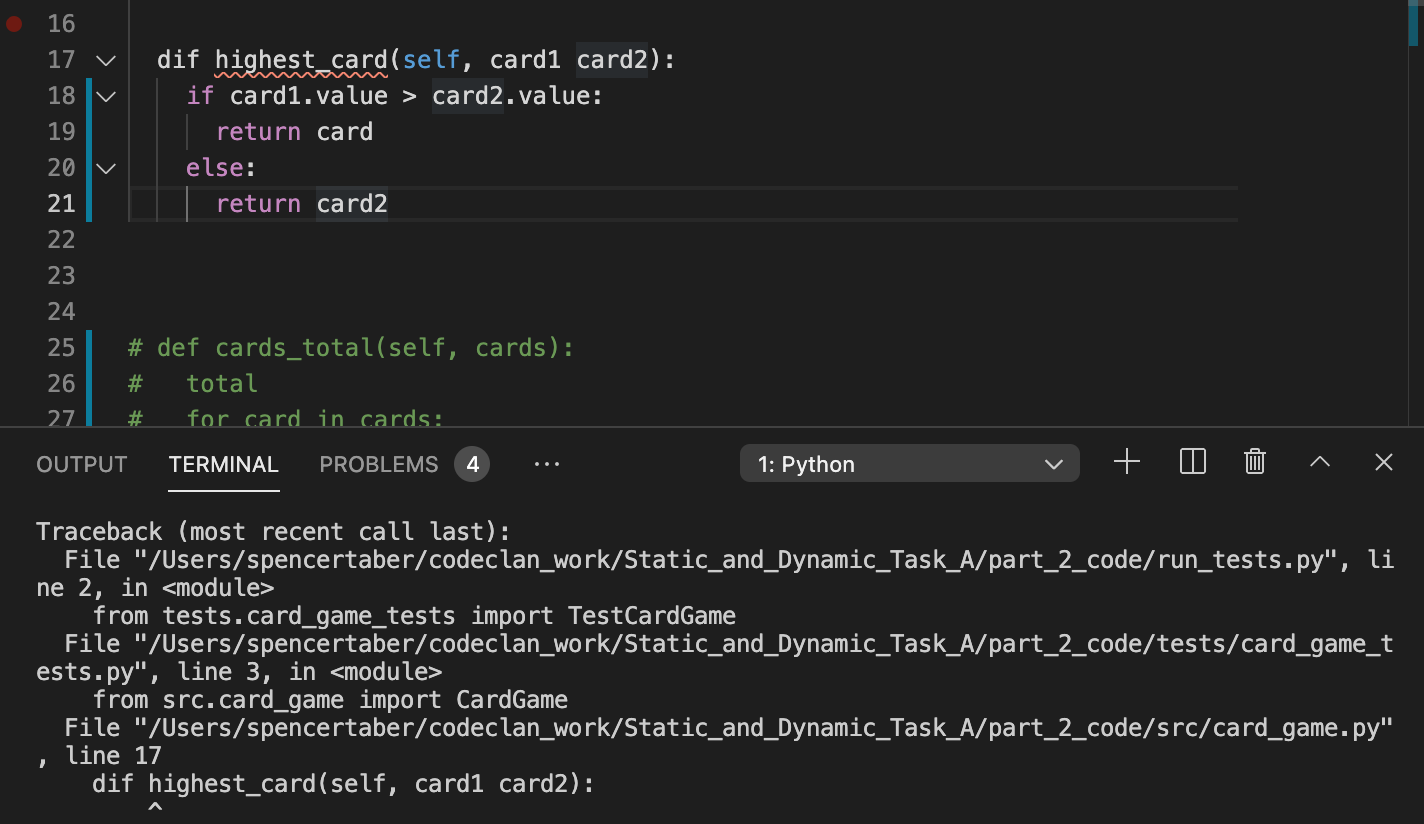 16
17 dif highest_card(self, card1 card2):
18 if card1.value > card2.value:
19 return card
20 else:
21 return card2
22
23
24
25 # def cards_total(self, cards):
26 # total
27 # for card in cards:
OUTPUT TERMINAL PROBLEMS 4 ... 1: Python
Traceback (most recent call last):
File "/Users/spencertaber/codeclan_work/Static_and_Dynamic_Task_A/part_2_code/run_tests.py", li
ne 2, in <module>
from tests.card_game_tests import TestCardGame
File "/Users/spencertaber/codeclan_work/Static_and_Dynamic_Task_A/part_2_code/tests/card_game_t
ests.py", line 3, in <module>
from src.card_game import CardGame
File "/Users/spencertaber/codeclan_work/Static_and_Dynamic_Task_A/part_2_code/src/card_game.py"
, line 17
dif highest_card(self, card1 card2):
^